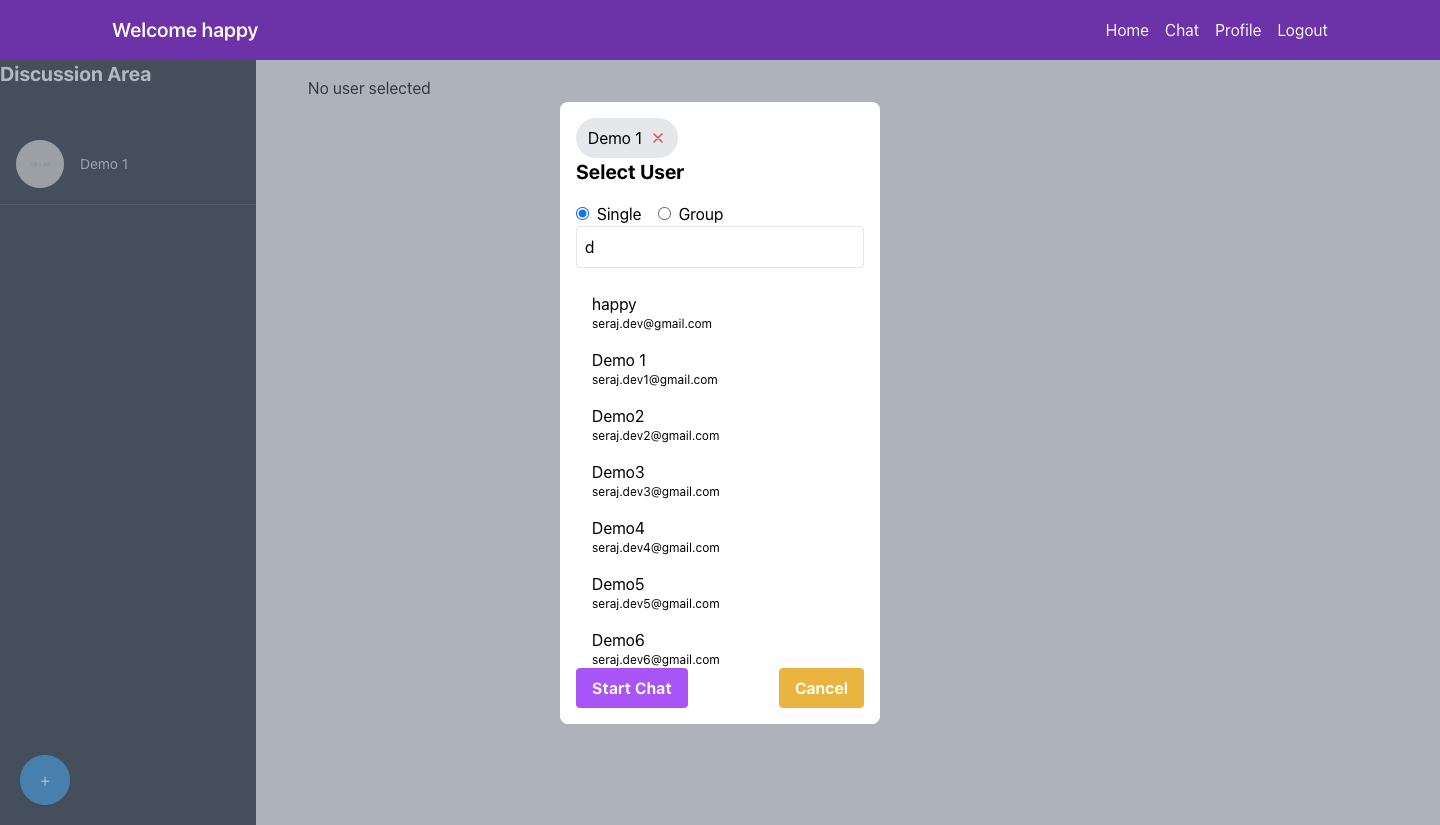 Welcome happy
Home Chat Profile Logout
Discussion Area
No user selected
Demo 1
Demo 1
Select User
Single Group
d
happy
seraj.dev@gmail.com
Demo 1
seraj.dev1@gmail.com
Demo2
seraj.dev2@gmail.com
Demo3
seraj.dev3@gmail.com
Demo4
seraj.dev4@gmail.com
Demo5
seraj.dev5@gmail.com
Demo6
seraj.dev6@gmail.com
Start Chat Cancel
+